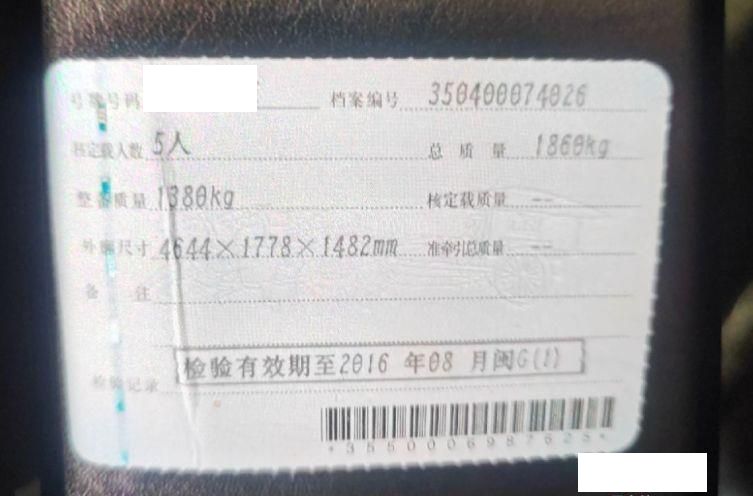 号牌号码 档案编号 350400074026
核定载人数 5人 总质量 1860kg
整备质量 1380kg 核定载质量 --
外廓尺寸 4644×1778×1482mm 准牵引总质量 --
备注
检验记录 检验有效期至2016年08月闽G(1)
*3550006987625*